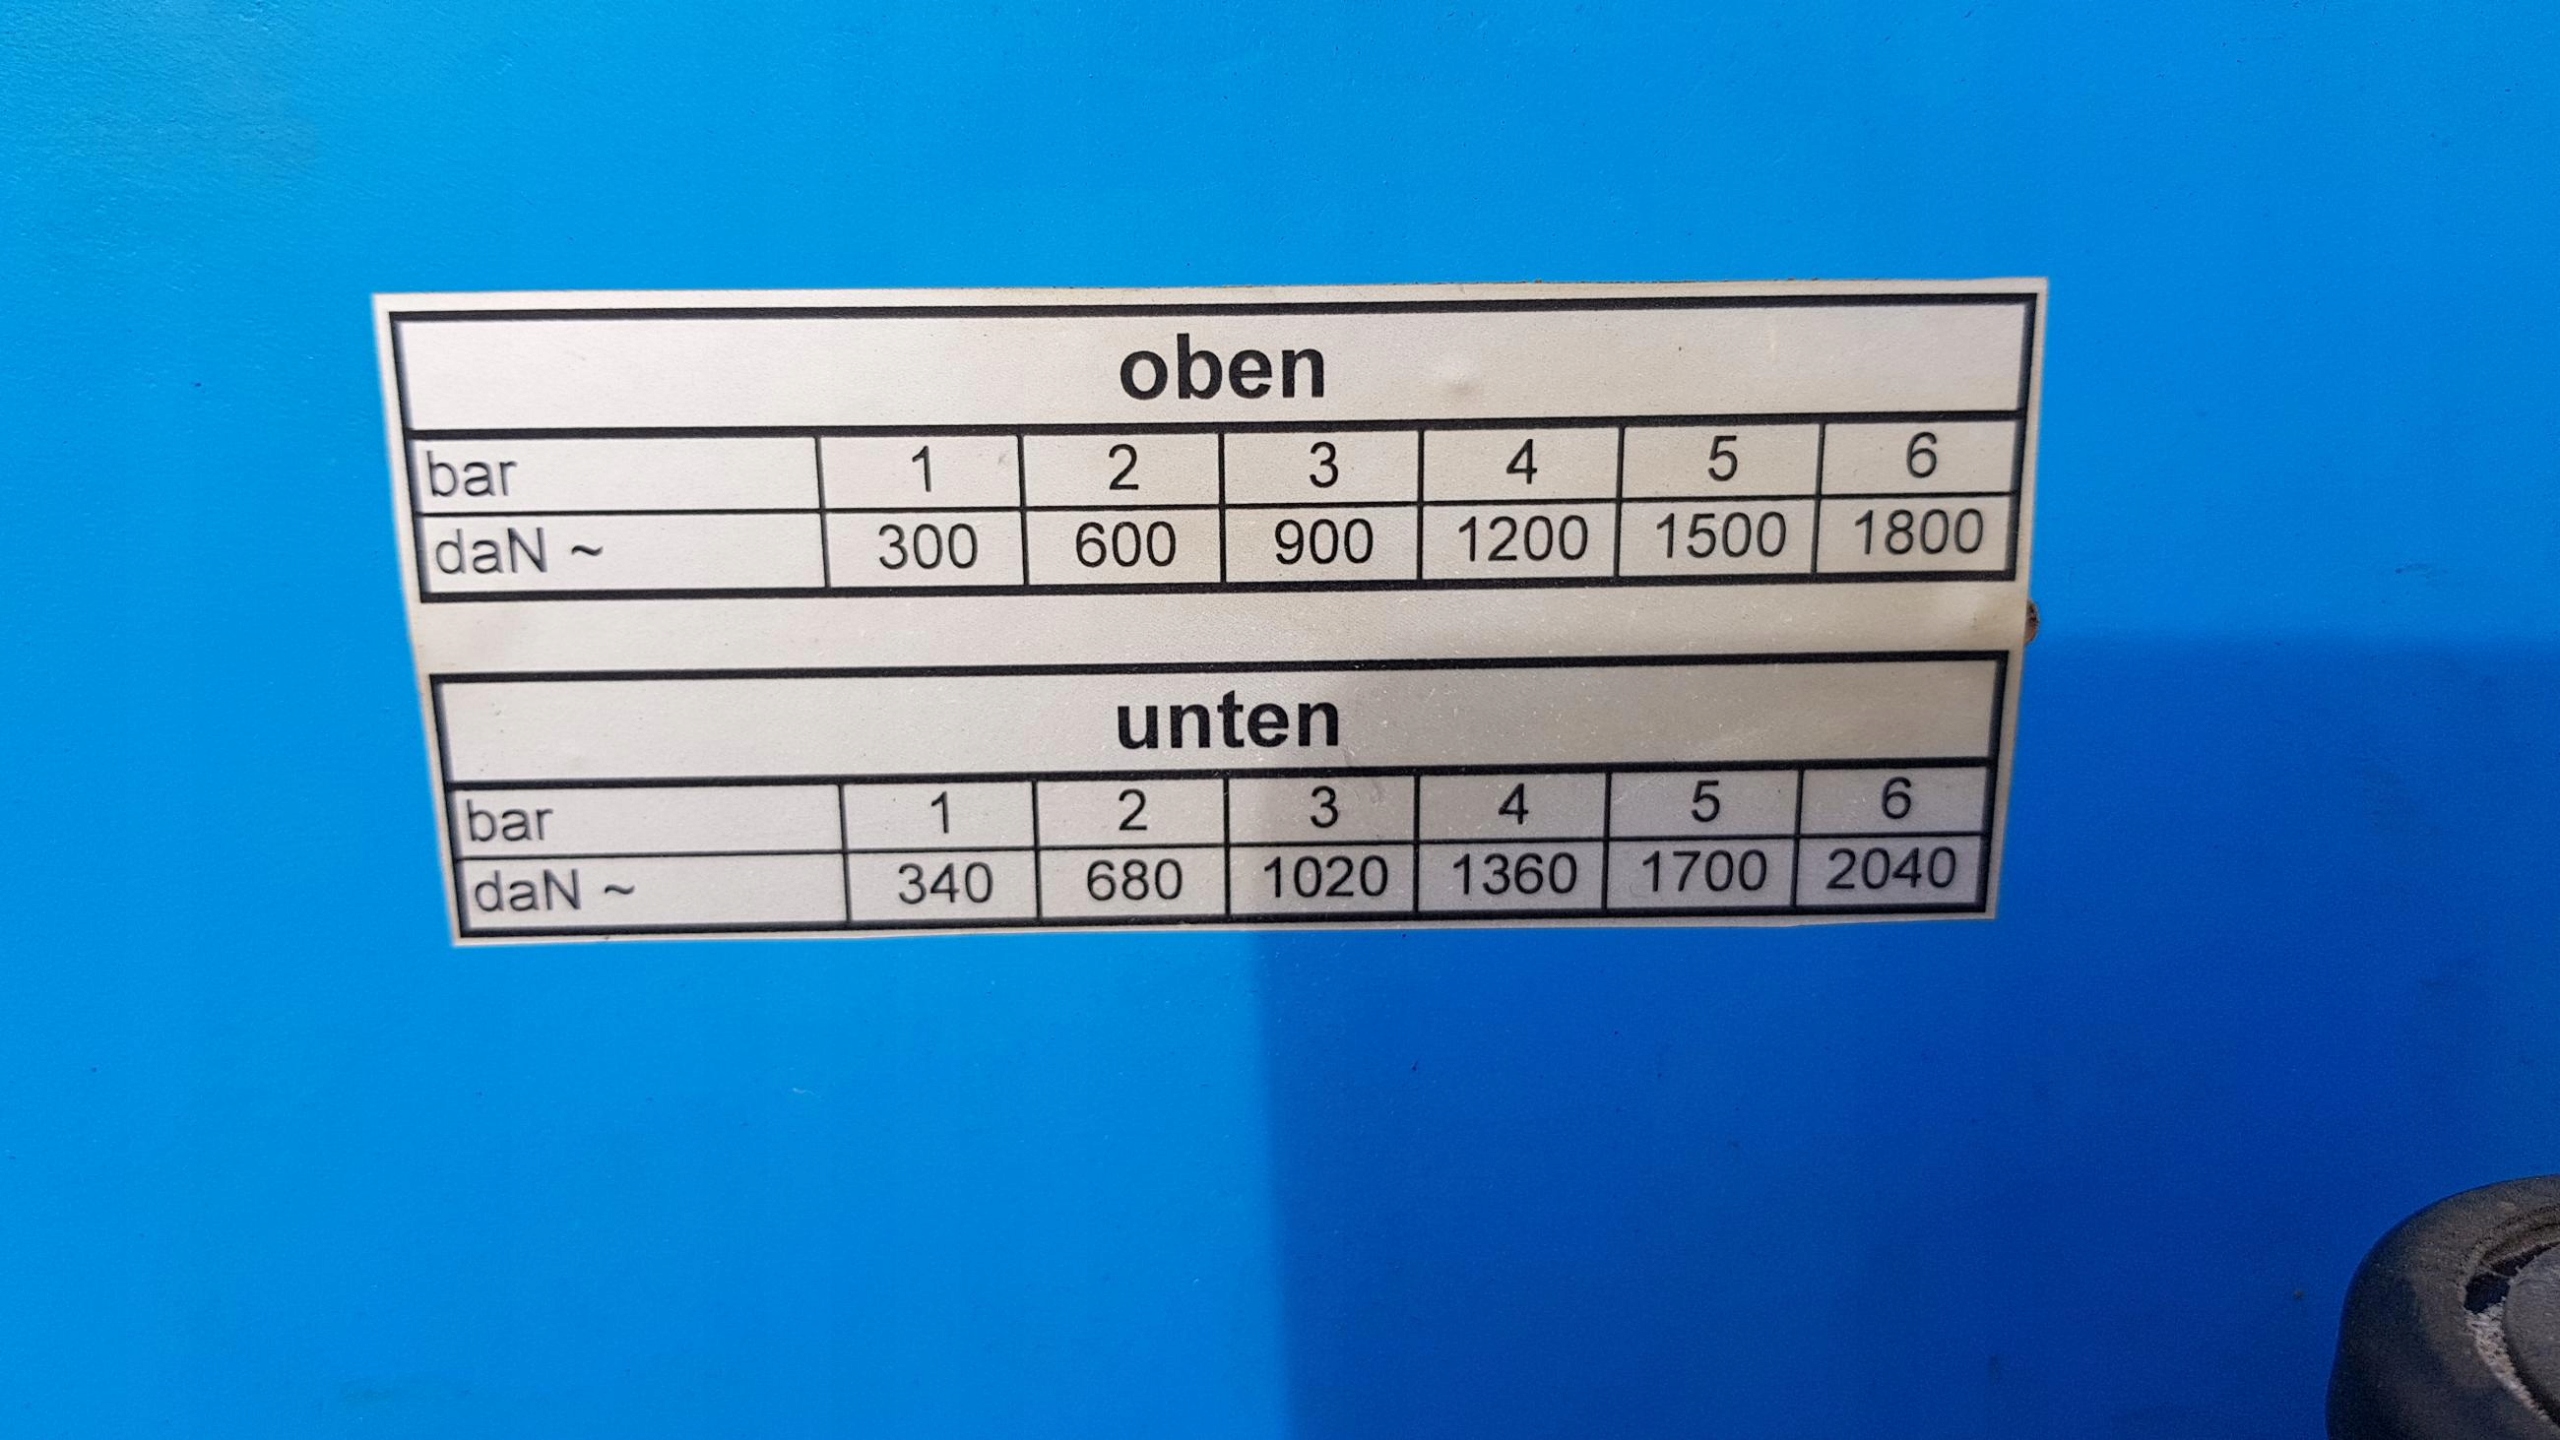 oben
bar 1 2 3 4 5 6
daN ~ 300 600 900 1200 1500 1800
unten
bar 1 2 3 4 5 6
daN ~ 340 680 1020 1360 1700 2040